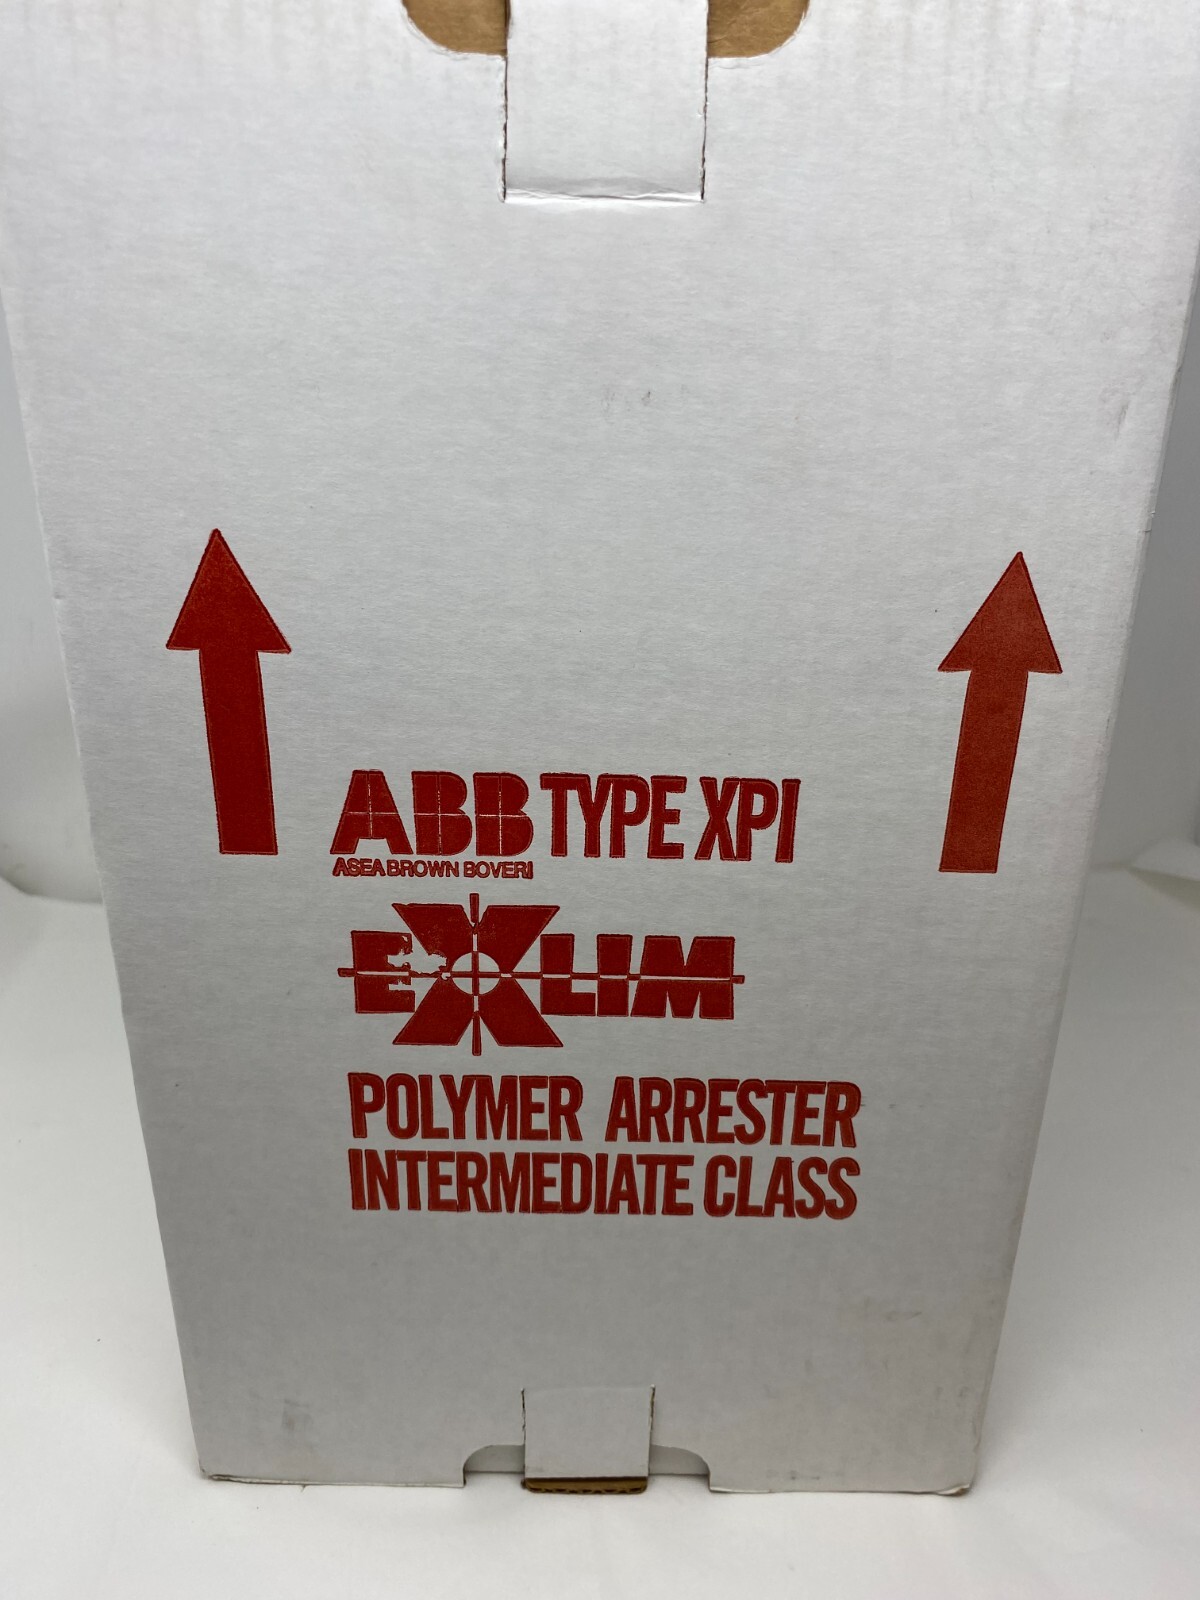 ABB TYPE XPI
ASEA BROWN BOVERI
EXLIM
POLYMER ARRESTER
INTERMEDIATE CLASS